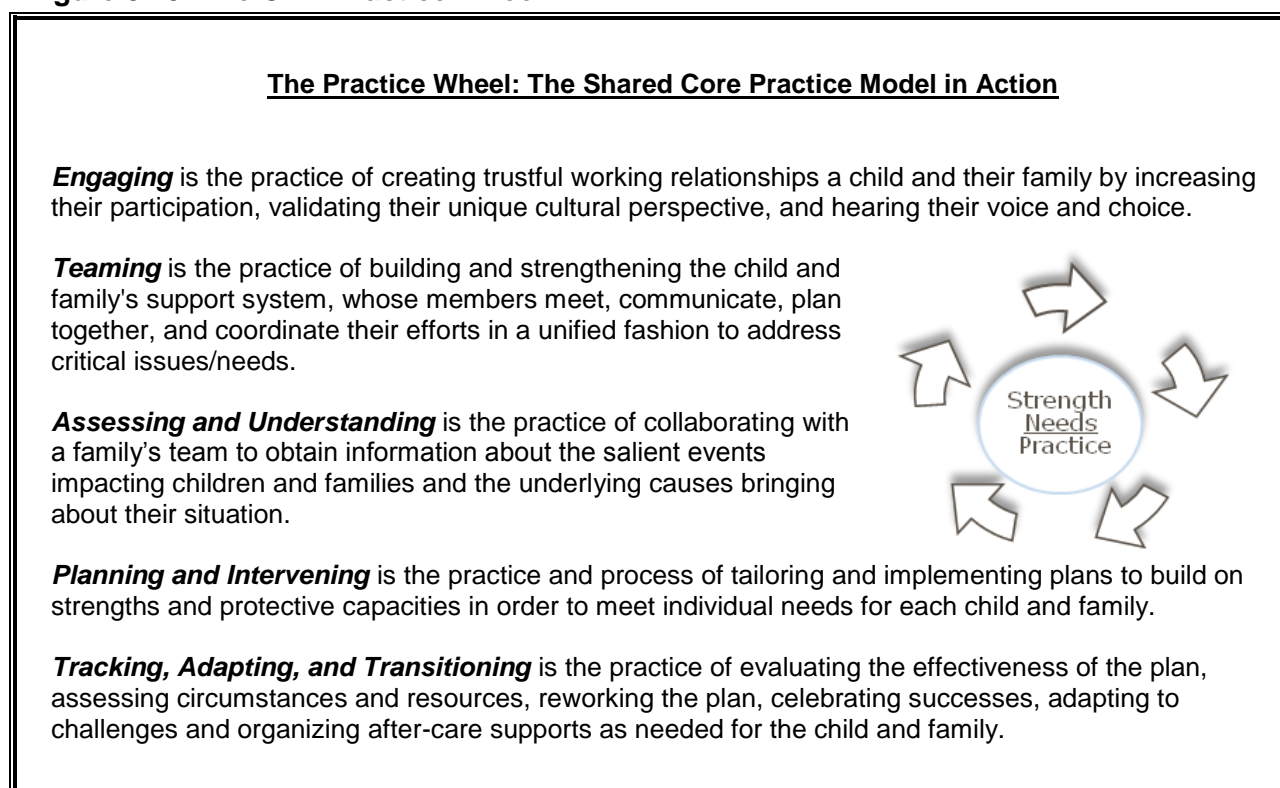 The Practice Wheel: The Shared Core Practice Model in Action
Engaging is the practice of creating trustful working relationships a child and their family by increasing
their participation, validating their unique cultural perspective, and hearing their voice and choice.
Teaming is the practice of building and strengthening the child and
family's support system, whose members meet, communicate, plan
together, and coordinate their efforts in a unified fashion to address
critical issues/needs.
Assessing and Understanding is the practice of collaborating with
a family’s team to obtain information about the salient events
impacting children and families and the underlying causes bringing
about their situation.
Strength
Needs
Practice
Planning and Intervening is the practice and process of tailoring and implementing plans to build on
strengths and protective capacities in order to meet individual needs for each child and family.
Tracking, Adapting, and Transitioning is the practice of evaluating the effectiveness of the plan,
assessing circumstances and resources, reworking the plan, celebrating successes, adapting to
challenges and organizing after-care supports as needed for the child and family.